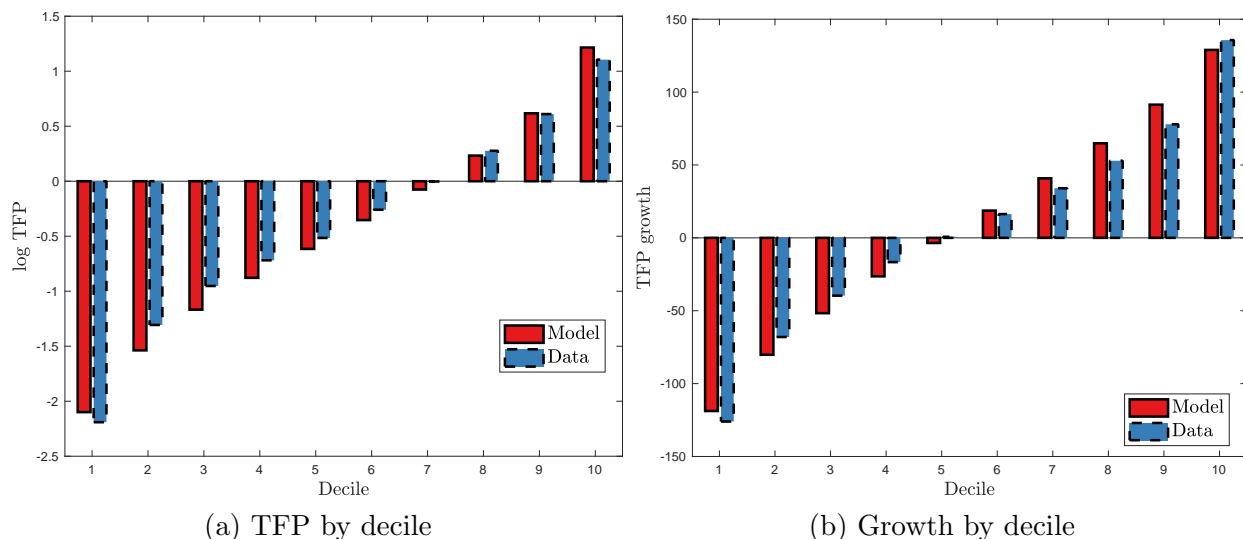 1.5
1
0.5
0
-0.5
-1
-1.5
-2
-2.5
log TFP
1 2 3 4 5 6 7 8 9 10
Decile
Model
Data
(a) TFP by decile
150
100
50
0
-50
-100
-150
TFP growth
1 2 3 4 5 6 7 8 9 10
Decile
Model
Data
(b) Growth by decile